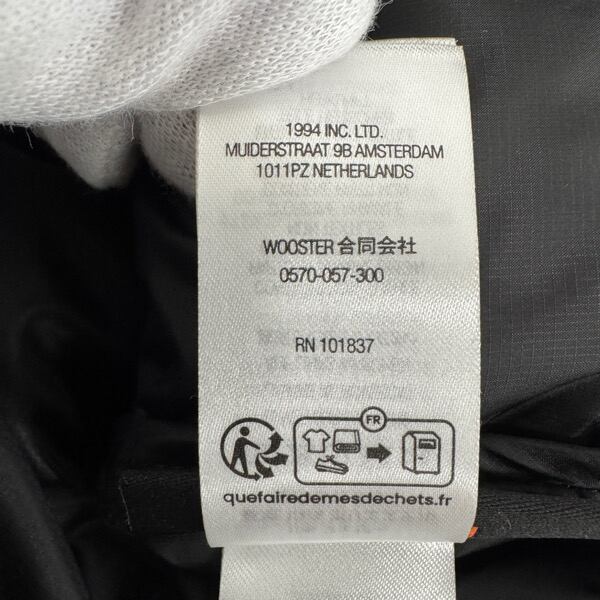 1994 INC. LTD.
MUIDERSTRAAT 9B AMSTERDAM
1011PZ NETHERLANDS
WOOSTER 合同会社
0570-057-300
RN 101837
FR
quefairedemesdechets.fr